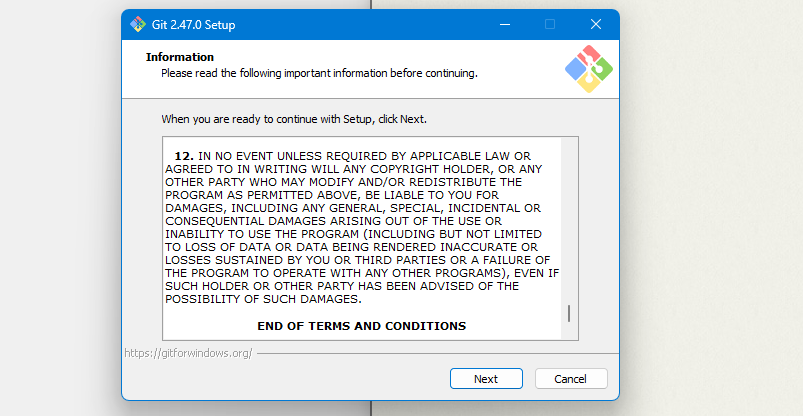 Git 2.47.0 Setup
Information
Please read the following important information before continuing.
When you are ready to continue with Setup, click Next.
12. IN NO EVENT UNLESS REQUIRED BY APPLICABLE LAW OR
AGREED TO IN WRITING WILL ANY COPYRIGHT HOLDER, OR ANY
OTHER PARTY WHO MAY MODIFY AND/OR REDISTRIBUTE THE
PROGRAM AS PERMITTED ABOVE, BE LIABLE TO YOU FOR
DAMAGES, INCLUDING ANY GENERAL, SPECIAL, INCIDENTAL OR
CONSEQUENTIAL DAMAGES ARISING OUT OF THE USE OR
INABILITY TO USE THE PROGRAM (INCLUDING BUT NOT LIMITED
TO LOSS OF DATA OR DATA BEING RENDERED INACCURATE OR
LOSSES SUSTAINED BY YOU OR THIRD PARTIES OR A FAILURE OF
THE PROGRAM TO OPERATE WITH ANY OTHER PROGRAMS), EVEN IF
SUCH HOLDER OR OTHER PARTY HAS BEEN ADVISED OF THE
POSSIBILITY OF SUCH DAMAGES.
END OF TERMS AND CONDITIONS
https://gitforwindows.org/
Next
Cancel